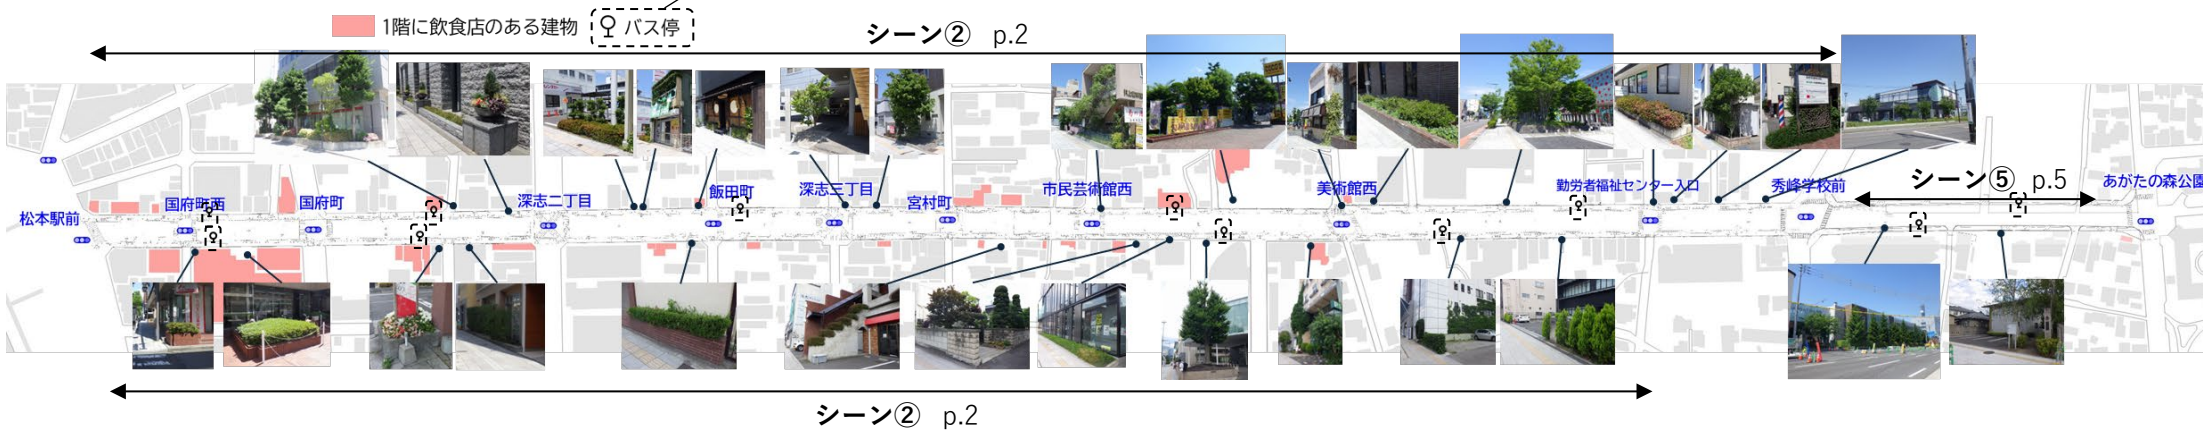 1階に飲食店のある建物 バス停
シーン② p.2
シーン⑤ p.5
松本駅前
国府町西
国府町
深志二丁目
飯田町
深志三丁目
宮村町
市民芸術館西
美術館西
勤労者福祉センター入口
秀峰学校前
あがたの森公園
シーン② p.2